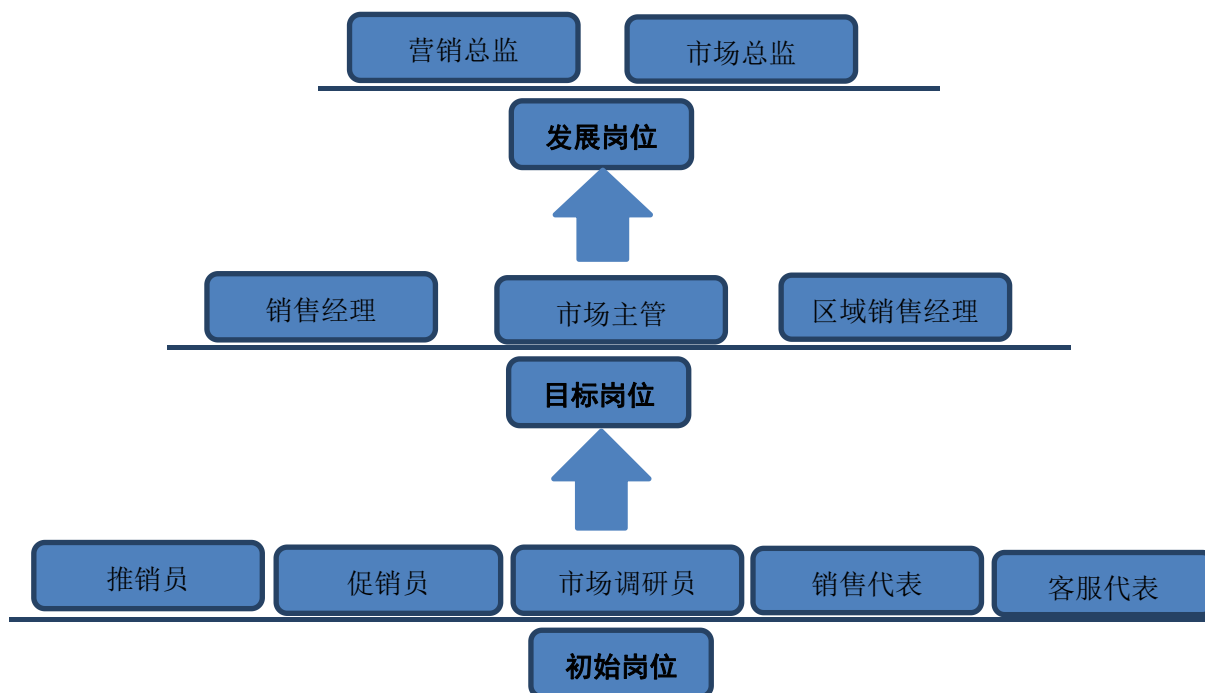 营销总监
市场总监
发展岗位
销售经理
市场主管
区域销售经理
目标岗位
推销员
促销员
市场调研员
销售代表
客服代表
初始岗位